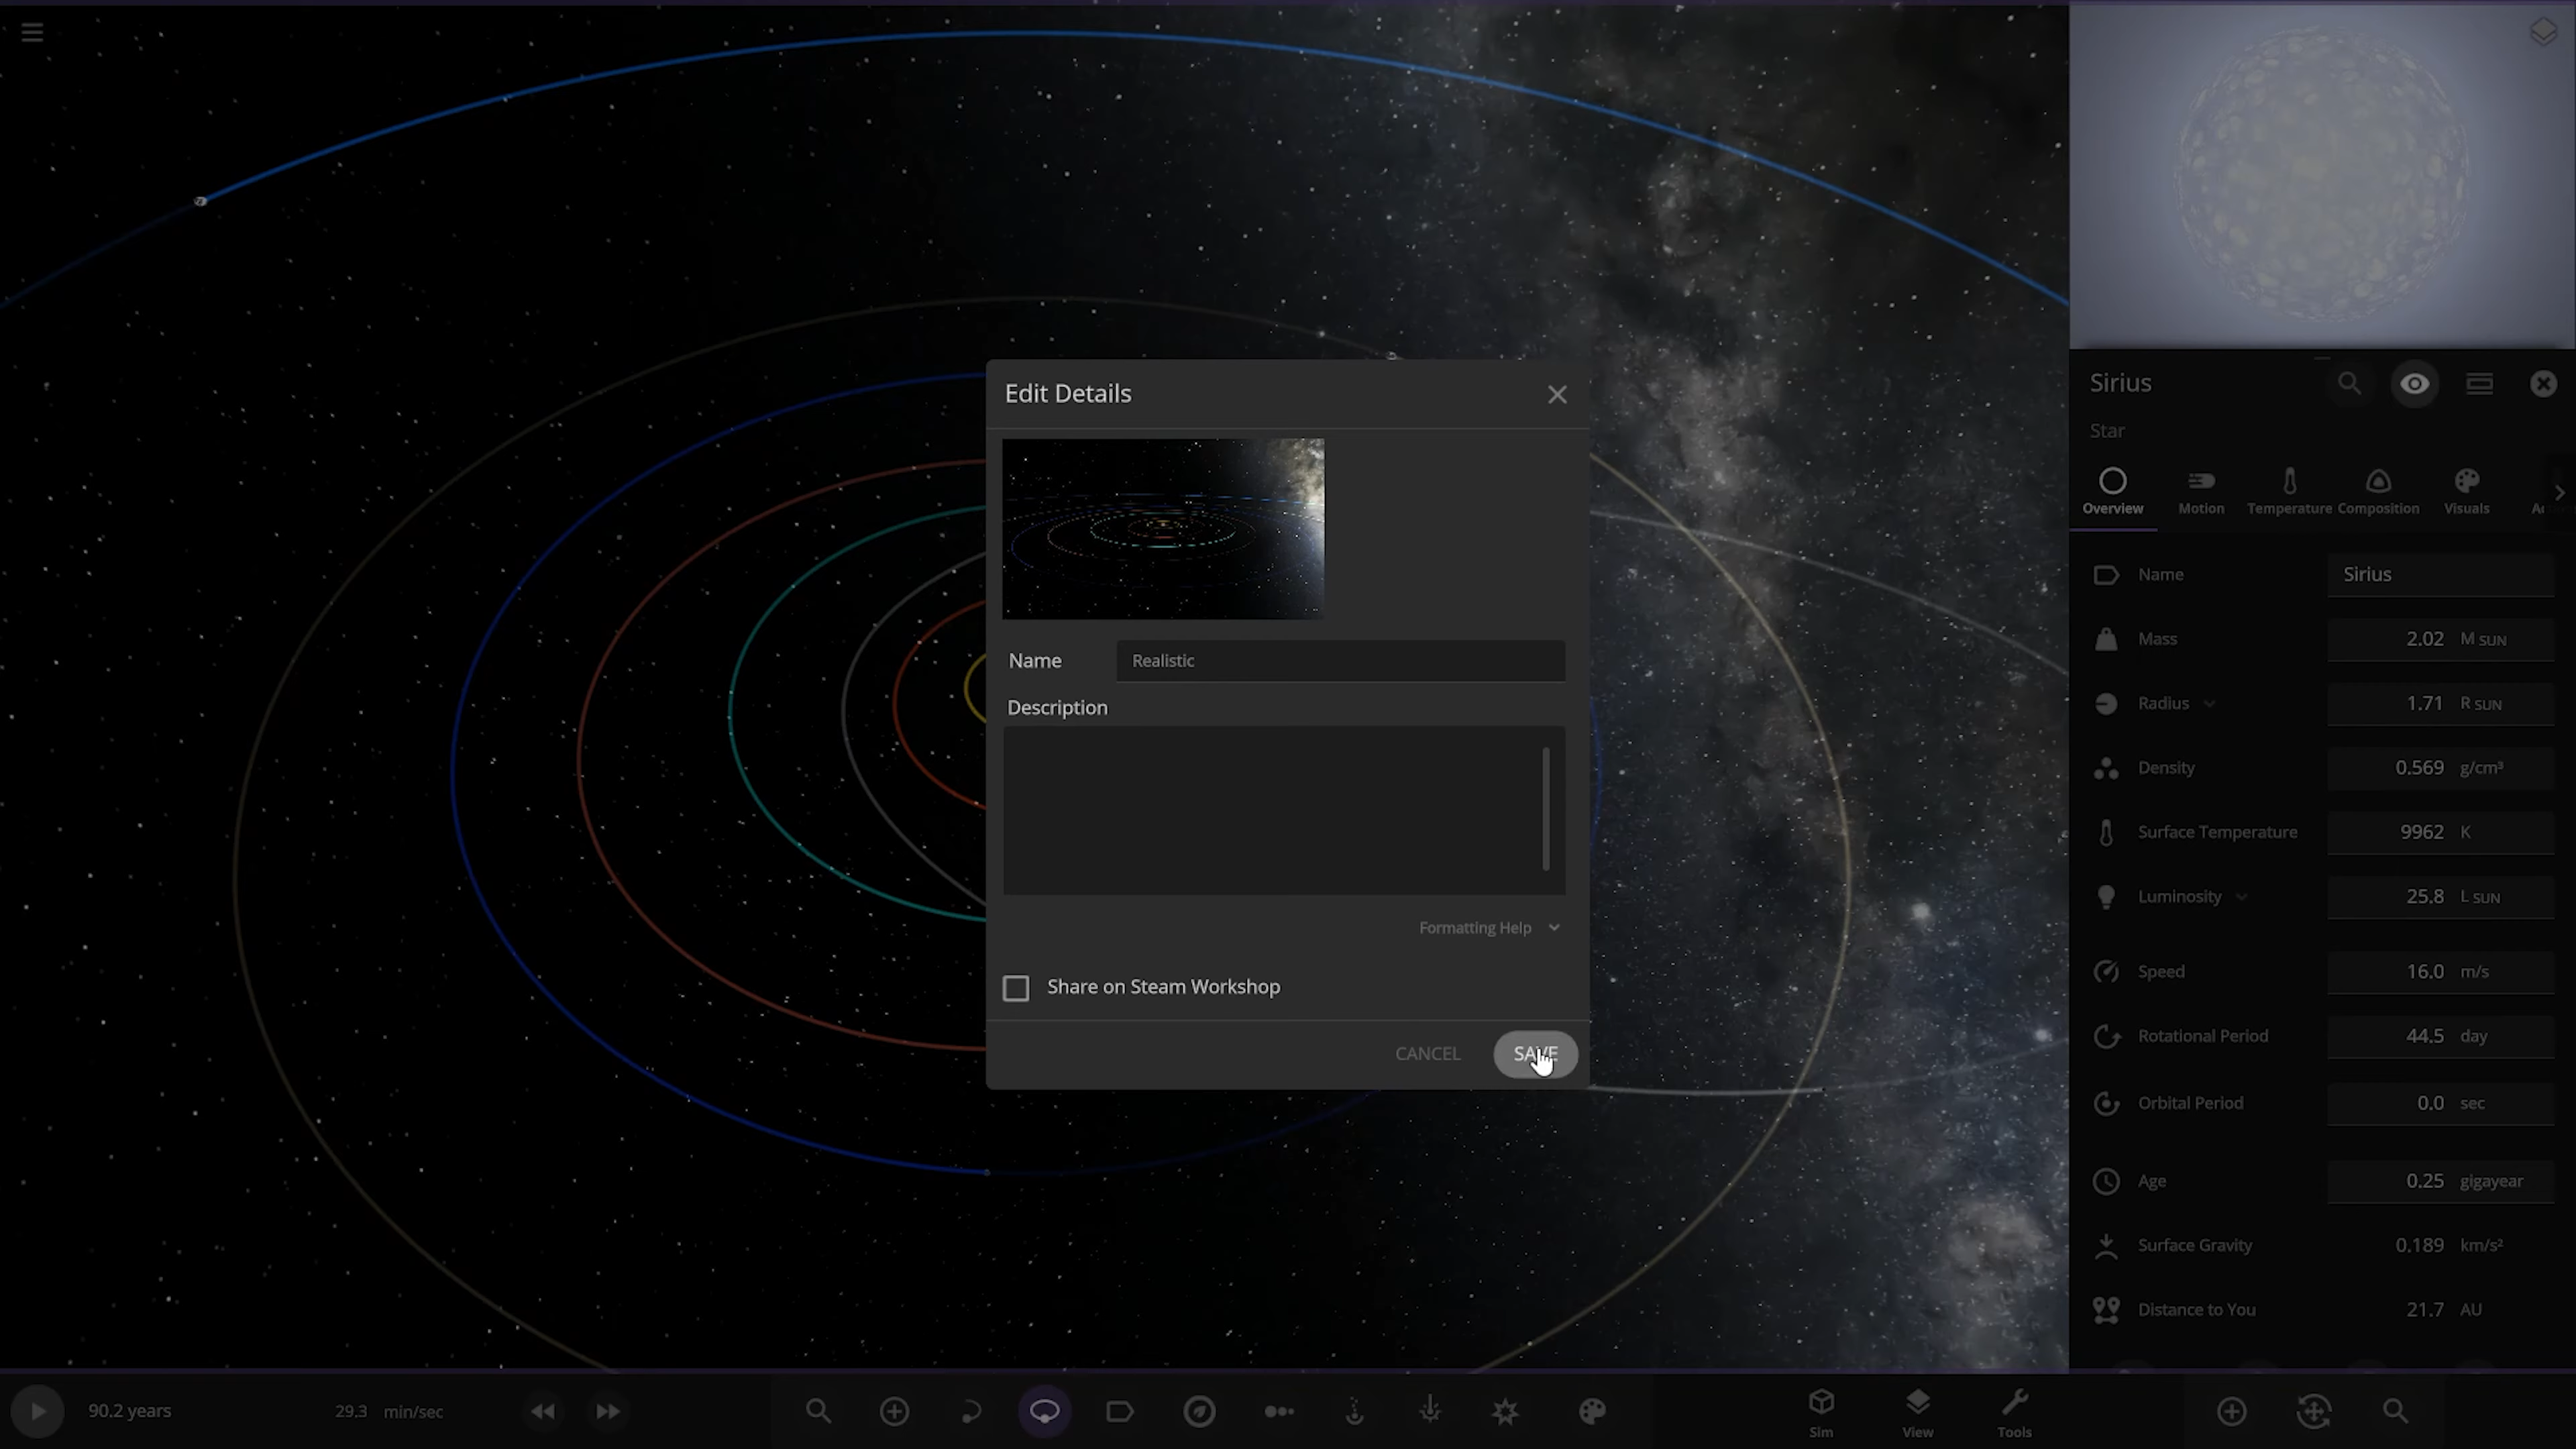 Edit Details
Name Realistic
Description
Formatting Help
Share on Steam Workshop
CANCEL SAVE
Sirius
Star
Overview Motion Temperature Composition Visuals
Name Sirius
Mass 2.02 M SUN
Radius 1.71 R SUN
Density 0.569 g/cm³
Surface Temperature 9962 K
Luminosity 25.8 L SUN
Speed 16.0 m/s
Rotational Period 44.5 day
Orbital Period 0.0 sec
Age 0.25 gigayear
Surface Gravity 0.189 km/s²
Distance to You 21.7 AU
90.2 years 29.3 min/sec
Sim View Tools